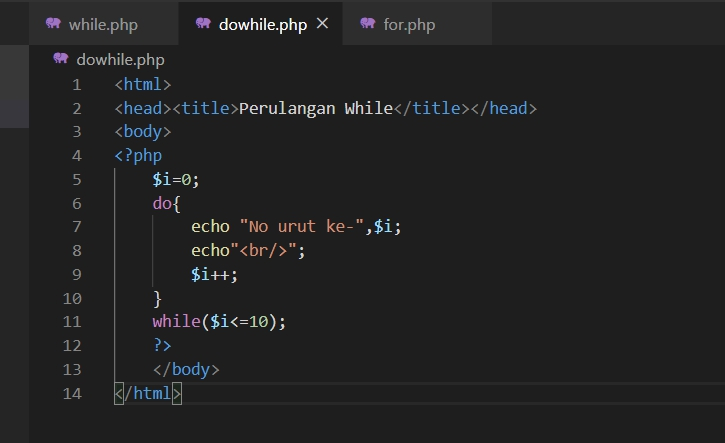 while.php dowhile.php × for.php
dowhile.php
1 <html>
2 <head><title>Perulangan While</title></head>
3 <body>
4 <?php
5 $i=0;
6 do{
7 echo "No urut ke-",$i;
8 echo"<br/>";
9 $i++;
10 }
11 while($i<=10);
12 ?>
13 </body>
14 </html>